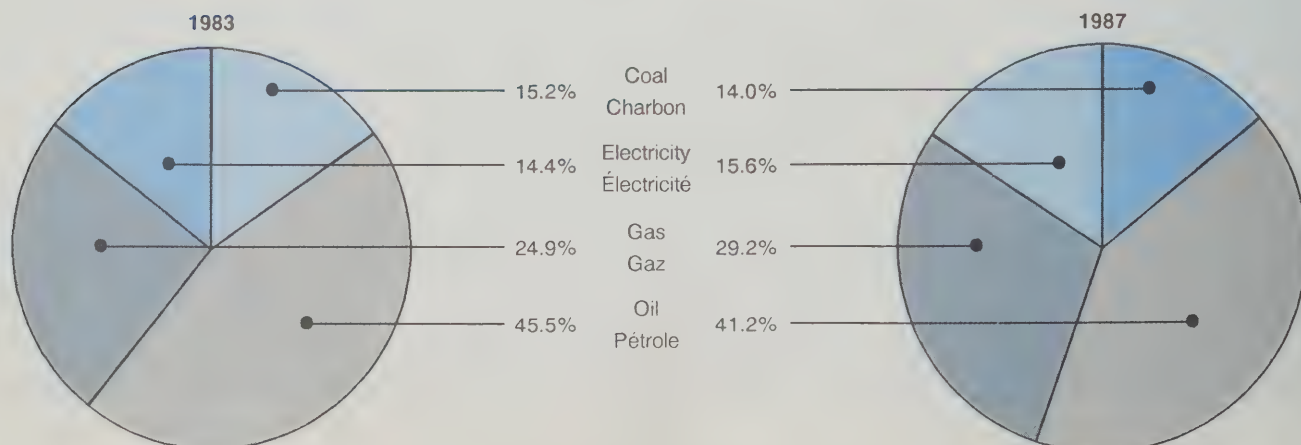 1983
1987
15.2% Coal 14.0%
Charbon
14.4% Electricity 15.6%
Électricité
24.9% Gas 29.2%
Gaz
45.5% Oil 41.2%
Pétrole